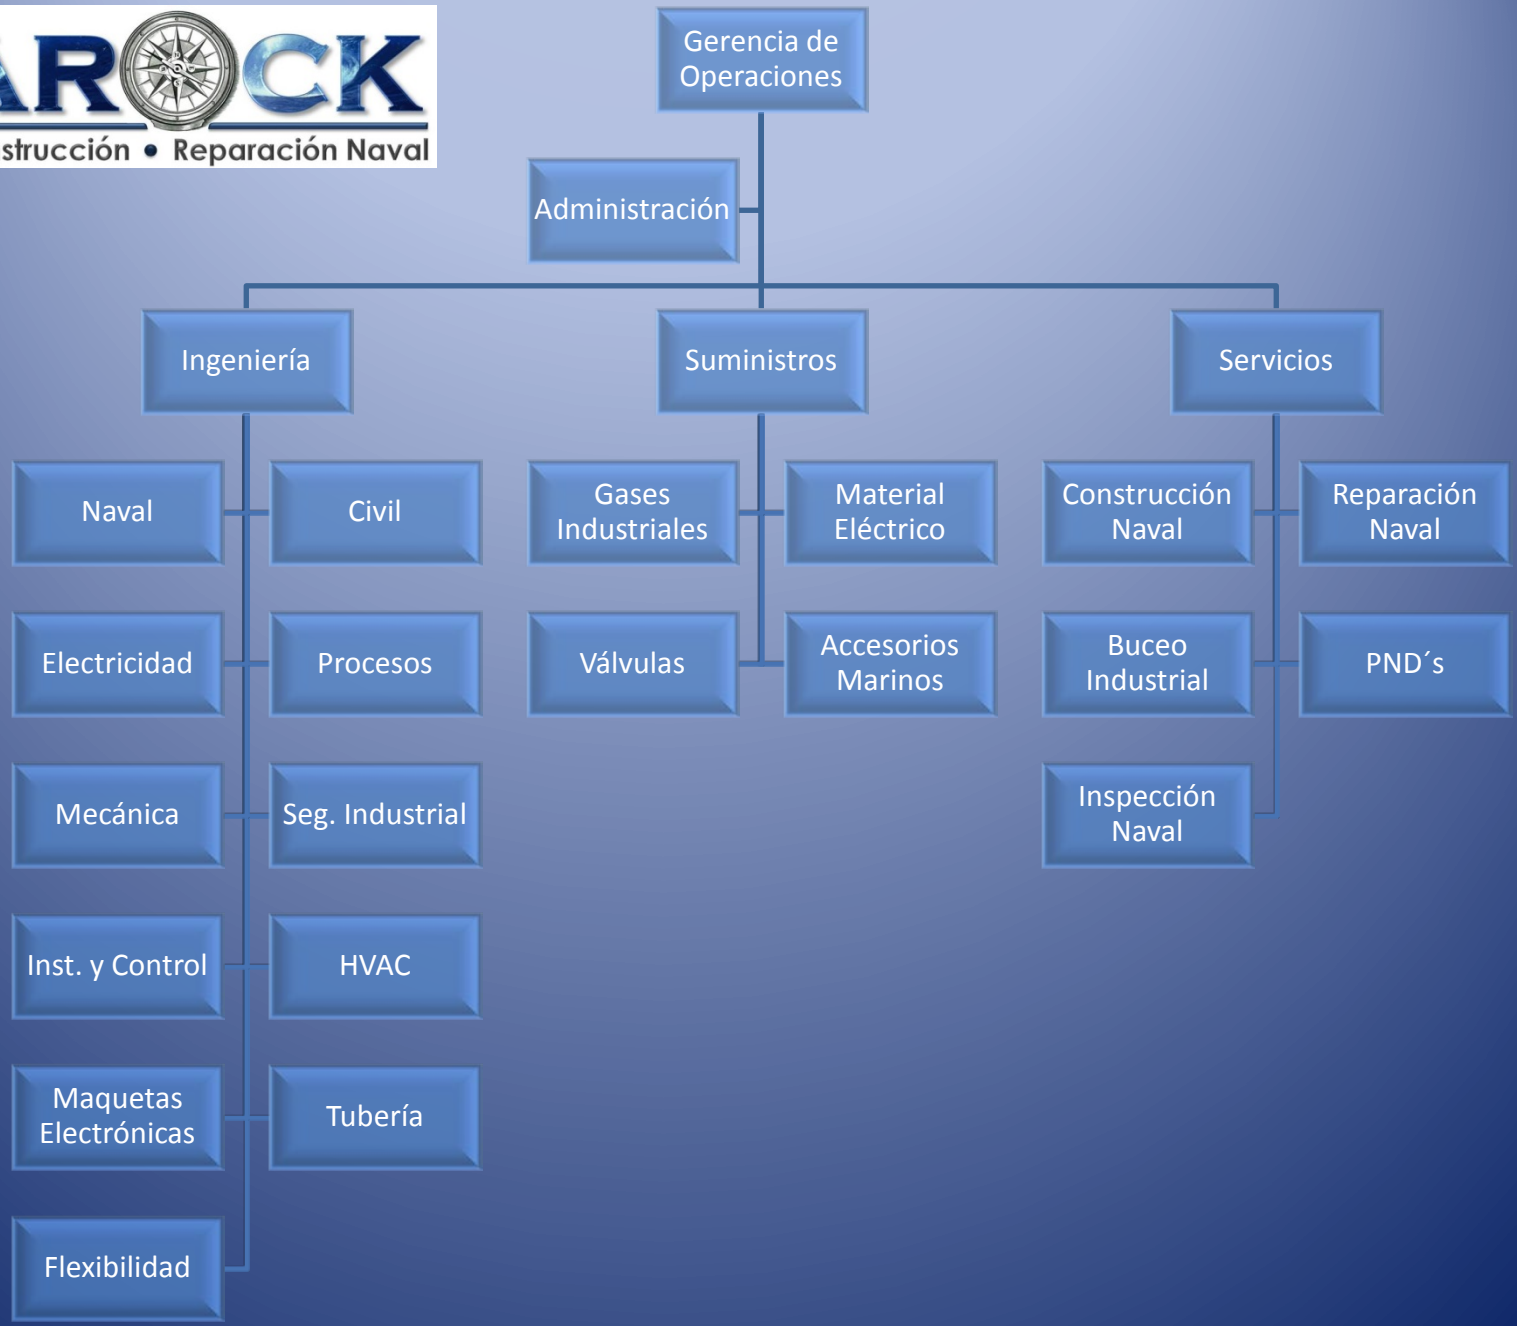 AROCK
strucción • Reparación Naval
Gerencia de
Operaciones
Administración
Ingeniería
Suministros
Servicios
Naval
Civil
Gases
Industriales
Material
Eléctrico
Construcción
Naval
Reparación
Naval
Electricidad
Procesos
Válvulas
Accesorios
Marinos
Buceo
Industrial
PND´s
Mecánica
Seg. Industrial
Inspección
Naval
Inst. y Control
HVAC
Maquetas
Electrónicas
Tubería
Flexibilidad